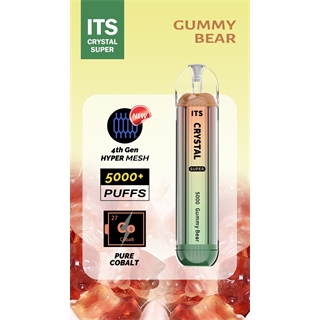 ITS
CRYSTAL
SUPER
GUMMY
BEAR
NEW
4th Gen
HYPER MESH
5000+
PUFFS
27
Co
Cobalt
PURE
COBALT
ITS
CRYSTAL
SUPER
5000 Gummy Bear